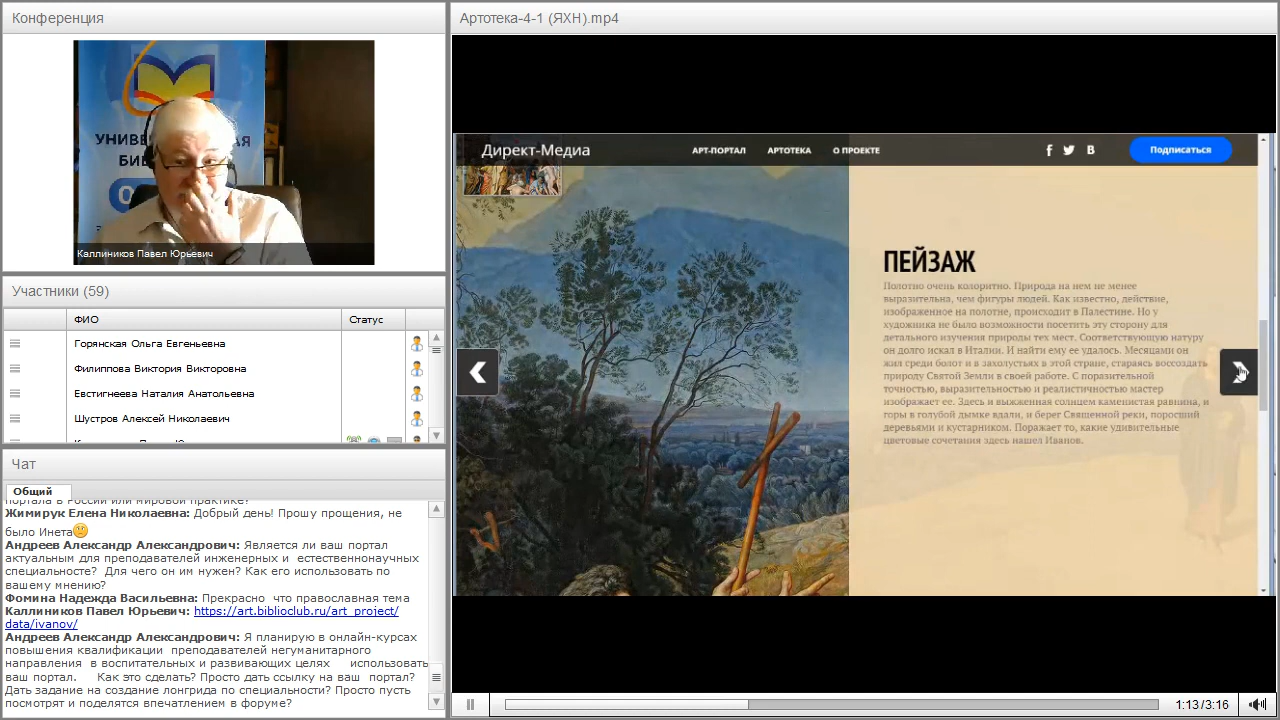 Конференция
УНИВЕ
АЯ
БИБ
Каллиников Павел Юрьевич
Участники (59)
ФИО
Статус
Горянская Ольга Евгеньевна
Филиппова Виктория Викторовна
Евстигнеева Наталия Анатольевна
Шустров Алексей Николаевич
Чат
Общий
портала в России или мировой практике?
Жимирук Елена Николаевна: Добрый день! Прошу прощения, не
было Инета
Андреев Александр Александрович: Является ли ваш портал
актуальным для преподавателей инженерных и естественнонаучных
специальносте? Для чего он им нужен? Как его использовать по
вашему мнению?
Фомина Надежда Васильевна: Прекрасно что православная тема
Каллиников Павел Юрьевич: https://art.biblioclub.ru/art_project/
data/ivanov/
Андреев Александр Александрович: Я планирую в онлайн-курсах
повышения квалификации преподавателей негуманитарного
направления в воспитательных и развивающих целях использовать
ваш портал. Как это сделать? Просто дать ссылку на ваш портал?
Дать задание на создание лонгрида по специальности? Просто пусть
посмотрят и поделятся впечатлением в форуме?
Артотека-4-1 (ЯХН).mp4
Директ-Медиа
АРТ-ПОРТАЛ
АРТОТЕКА
О ПРОЕКТЕ
Подписаться
ПЕЙЗАЖ
Полотно очень колоритно. Природа на нем не менее
выразительна, чем фигуры людей. Как известно, действие,
изображенное на полотне, происходит в Палестине. Но у
художника не было возможности посетить эту сторону для
детального изучения природы тех мест. Соответствующую натуру
он долго искал в Италии. И найти ему ее удалось. Месяцами он
жил среди болот и в захолустьях в этой стране, стараясь воссоздать
природу Святой Земли в своей работе. С поразительной
точностью, выразительностью и реалистичностью мастер
изображает ее. Здесь и выжженная солнцем каменистая равнина, и
горы в голубой дымке вдали, и берег Священной реки, поросший
деревьями и кустарником. Поражает то, какие удивительные
цветовые сочетания здесь нашел Иванов.
1:13/3:16